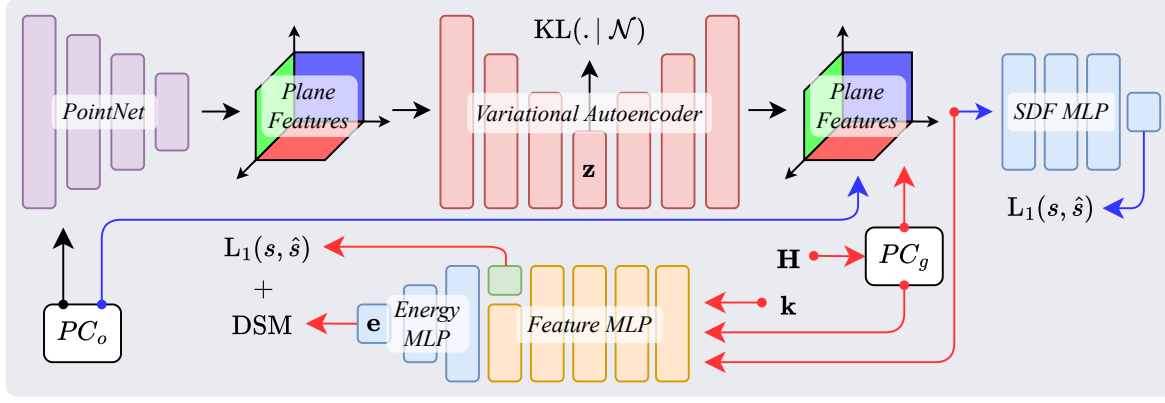 KL(. | 𝒩)
PointNet
Plane
Features
Variational Autoencoder
Plane
Features
SDF MLP
z
L₁(s, ŝ)
L₁(s, ŝ)
+
DSM
H
PC_g
k
PC_o
e
Energy
MLP
Feature MLP